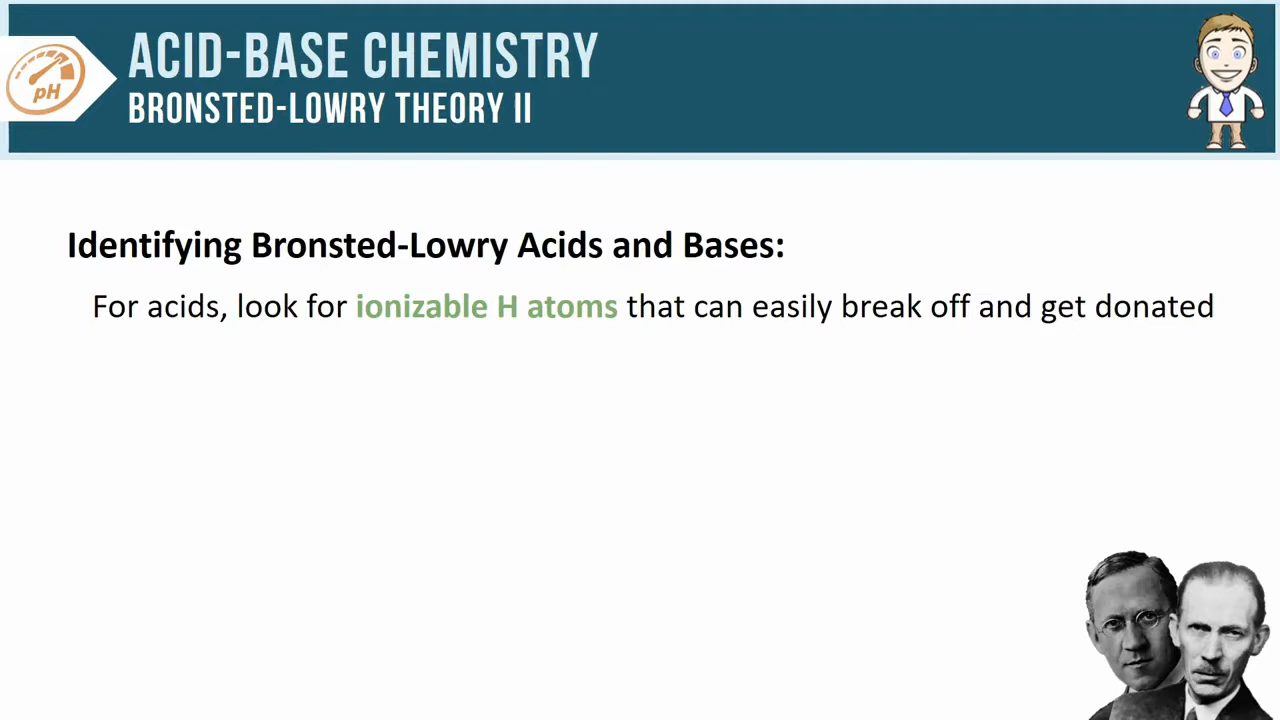 pH
ACID-BASE CHEMISTRY
BRONSTED-LOWRY THEORY II
Identifying Bronsted-Lowry Acids and Bases:
For acids, look for ionizable H atoms that can easily break off and get donated